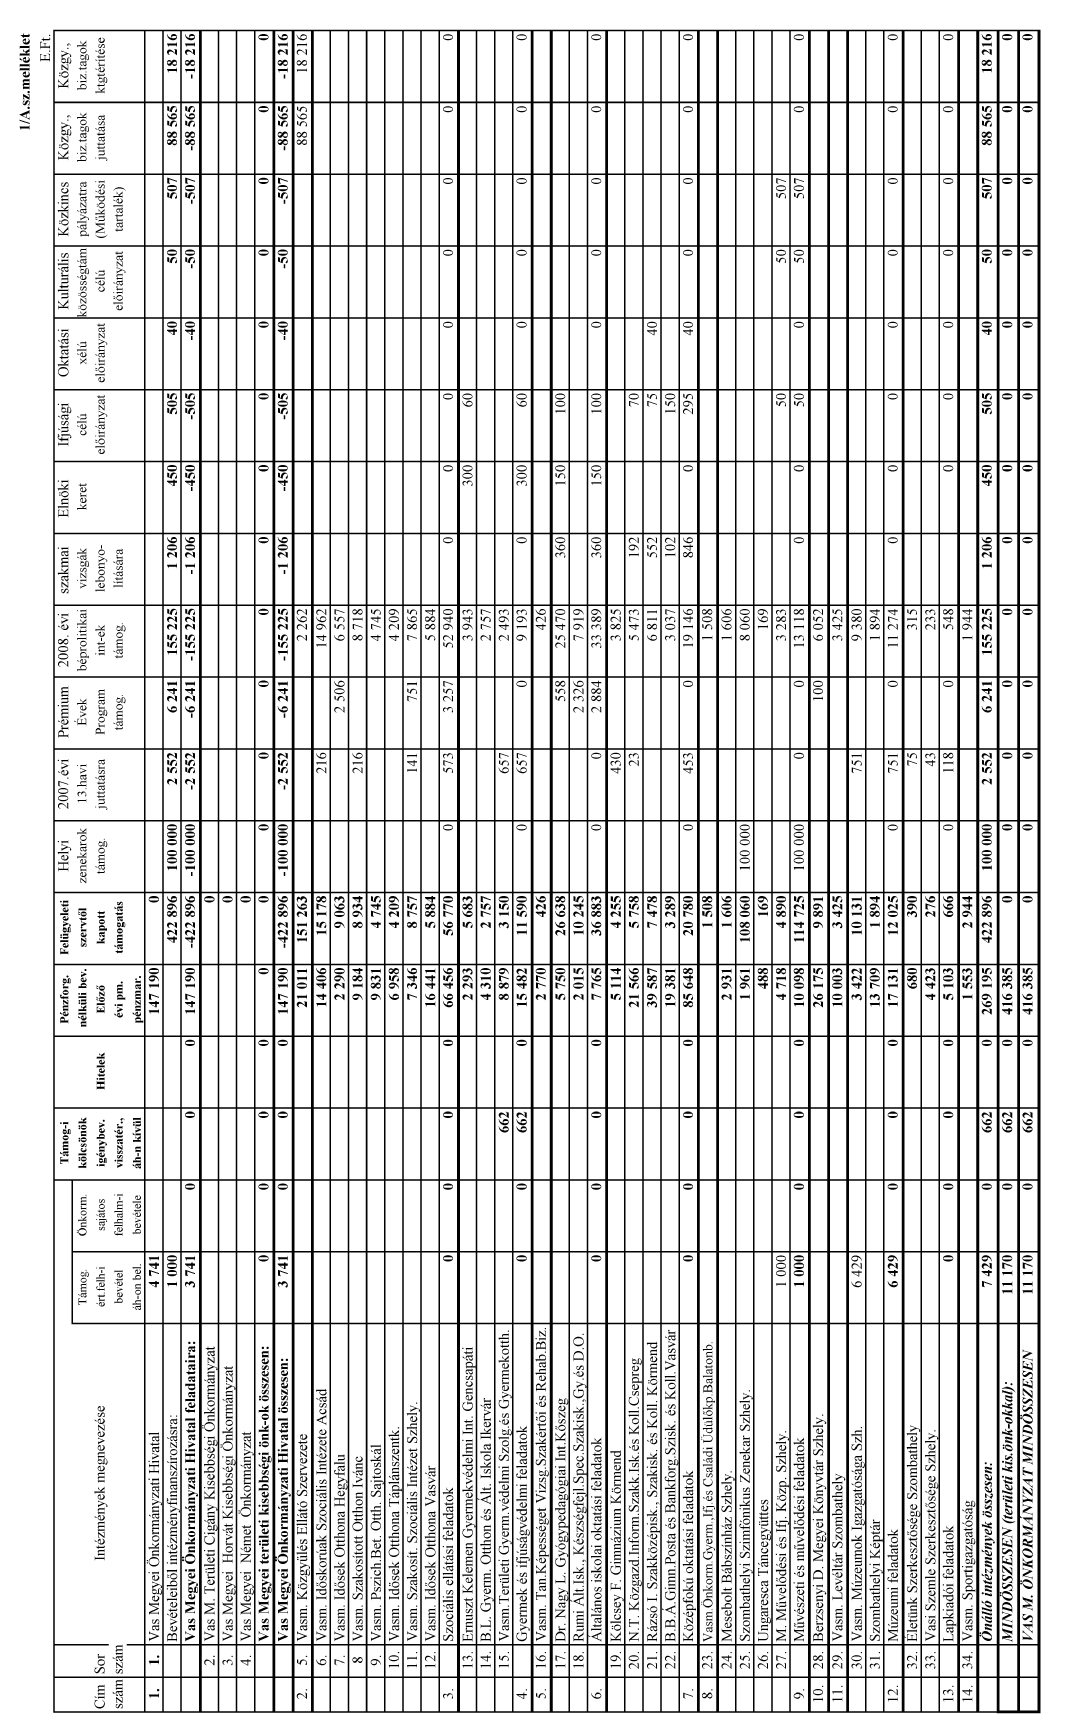 1/A.sz.melléklet
E.Ft.
Cím szám Sor szám Intézmények megnevezése
Támog. ért.felh-i bevétel áh-on bel.
Önkorm. sajátos felhalm-i bevétele
Támog-i kölcsönök igénybev. visszatér., áh-n kívül
Hitelek
Pénzforg. nélküli bev. Előző évi pm. pénzmar.
Felügyeleti szervtől kapott támogatás
Helyi zenekarok támog.
2007.évi 13.havi juttatásra
Prémium Évek Program támog.
2008. évi béprolitikai int-ek támog.
szakmai vizsgák lebonyo-lítására
Elnöki keret
Ifjúsági célú előirányzat
Oktatási xélú előirányzat
Kulturális közösségtám célú előirányzat
Közkincs pályázatra (Működési tartalék)
Közgy., biz.tagok juttatása
Közgy., biz.tagok ktgtérítése
1. 1. Vas Megyei Önkormányzati Hivatal 4 741 147 190 0
Bevételeiből intézményfinanszírozásra: 1 000 422 896 100 000 2 552 6 241 155 225 1 206 450 505 40 50 507 88 565 18 216
Vas Megyei Önkormányzati Hivatal feladataira: 3 741 0 0 0 147 190 -422 896 -100 000 -2 552 -6 241 -155 225 -1 206 -450 -505 -40 -50 -507 -88 565 -18 216
2. Vas M. Területi Cigány Kisebbségi Önkormányzat 0
3. Vas Megyei Horvát Kisebbségi Önkormányzat 0
4. Vas Megyei Német Önkormányzat 0
Vas Megyei területi kisebbségi önk-ok összesen: 0 0 0 0 0 0 0 0 0 0 0 0 0 0 0 0 0 0
Vas Megyei Önkormányzati Hivatal összesen: 3 741 0 0 0 147 190 -422 896 -100 000 -2 552 -6 241 -155 225 -1 206 -450 -505 -40 -50 -507 -88 565 -18 216
2. 5. Vasm. Közgyűlés Ellátó Szervezete 21 011 151 263 2 262 88 565 18 216
6. Vasm. Időskorúak Szociális Intézete Acsád 14 406 15 178 216 14 962
7. Vasm. Idősek Otthona Hegyfalu 2 290 9 063 2 506 6 557
8 Vasm. Szakosított Otthon Ivánc 9 184 8 934 216 8 718
9. Vasm. Pszich.Bet. Otth. Sajtoskál 9 831 4 745 4 745
10. Vasm. Idősek Otthona Táplánszentk. 6 958 4 209 4 209
11. Vasm. Szakosít. Szociális Intézet Szhely. 7 346 8 757 141 751 7 865
12. Vasm. Idősek Otthona Vasvár 16 441 5 884 5 884
3. Szociális ellátási feladatok 0 0 0 0 66 456 56 770 0 573 3 257 52 940 0 0 0 0 0 0 0 0
13. Ernuszt Kelemen Gyermekvédelmi Int. Gencsapáti 2 293 5 683 3 943 300 60
14. B.L. Gyerm. Otthon és Ált. Iskola Ikervár 4 310 2 757 2 757
15. Vasm.Területi Gyerm.védelmi Szolg.és Gyermekotth. 662 8 879 3 150 657 2 493
4. Gyermek és ifjúságvédelmi feladatok 0 0 662 0 15 482 11 590 0 657 0 9 193 0 300 60 0 0 0 0 0
5. 16. Vasm. Tan.Képességet Vizsg.Szakértői és Rehab.Biz. 2 770 426 426
17. Dr. Nagy L. Gyógypedagógiai Int.Kőszeg 5 750 26 638 558 25 470 360 150 100
18. Rumi Ált.Isk., Készségfejl.Spec.Szakisk.,Gy.és D.O. 2 015 10 245 2 326 7 919
6. Általános iskolai oktatási feladatok 0 0 0 0 7 765 36 883 0 0 2 884 33 389 360 150 100 0 0 0 0 0
19. Kölcsey F. Gimnázium Körmend 5 114 4 255 430 3 825
20. N.T. Közgazd.Inform.Szakk.Isk.és Koll.Csepreg 21 566 5 758 23 5 473 192 70
21. Rázsó I. Szakközépisk., Szakisk. és Koll. Körmend 39 587 7 478 6 811 552 75 40
22. B.B.Á.Gimn.Posta és Bankforg.Szisk. és Koll.Vasvár 19 381 3 289 3 037 102 150
7. Középfokú oktatási feladatok 0 0 0 0 85 648 20 780 0 453 0 19 146 846 0 295 40 0 0 0 0
8. 23. Vasm.Önkorm.Gyerm.,Ifj.és Családi Üdülőkp.Balatonb. 1 508 1 508
24. Mesebolt Bábszínház Szhely. 2 931 1 606 1 606
25. Szombathelyi Szimfónikus Zenekar Szhely. 1 961 108 060 100 000 8 060
26. Ungaresca Táncegyüttes 488 169 169
27. M. Művelődési és Ifj. Közp. Szhely. 1 000 4 718 4 890 3 283 50 50 507
9. Művészeti és művelődési feladatok 1 000 0 0 0 10 098 114 725 100 000 0 0 13 118 0 0 50 0 50 507 0 0
10. 28. Berzsenyi D. Megyei Könyvtár Szhely. 26 175 9 891 100 6 052
11. 29. Vasm. Levéltár Szombathely 10 003 3 425 3 425
30. Vasm. Múzeumok Igazgatósága Szh. 6 429 3 422 10 131 751 9 380
31. Szombathelyi Képtár 13 709 1 894 1 894
12. Múzeumi feladatok 6 429 0 0 0 17 131 12 025 0 751 0 11 274 0 0 0 0 0 0 0 0
32. Életünk Szerkesztősége Szombathely 680 390 75 315
33. Vasi Szemle Szerkesztősége Szhely. 4 423 276 43 233
13. Lapkiadói feladatok 0 0 0 0 5 103 666 0 118 0 548 0 0 0 0 0 0 0 0
14. 34. Vasm. Sportigazgatóság 1 553 2 944 1 944
Önálló intézmények összesen: 7 429 0 662 0 269 195 422 896 100 000 2 552 6 241 155 225 1 206 450 505 40 50 507 88 565 18 216
MINDÖSSZESEN (területi kis.önk-okkal): 11 170 0 662 0 416 385 0 0 0 0 0 0 0 0 0 0 0 0 0
VAS M. ÖNKORMÁNYZAT MINDÖSSZESEN 11 170 0 662 0 416 385 0 0 0 0 0 0 0 0 0 0 0 0 0